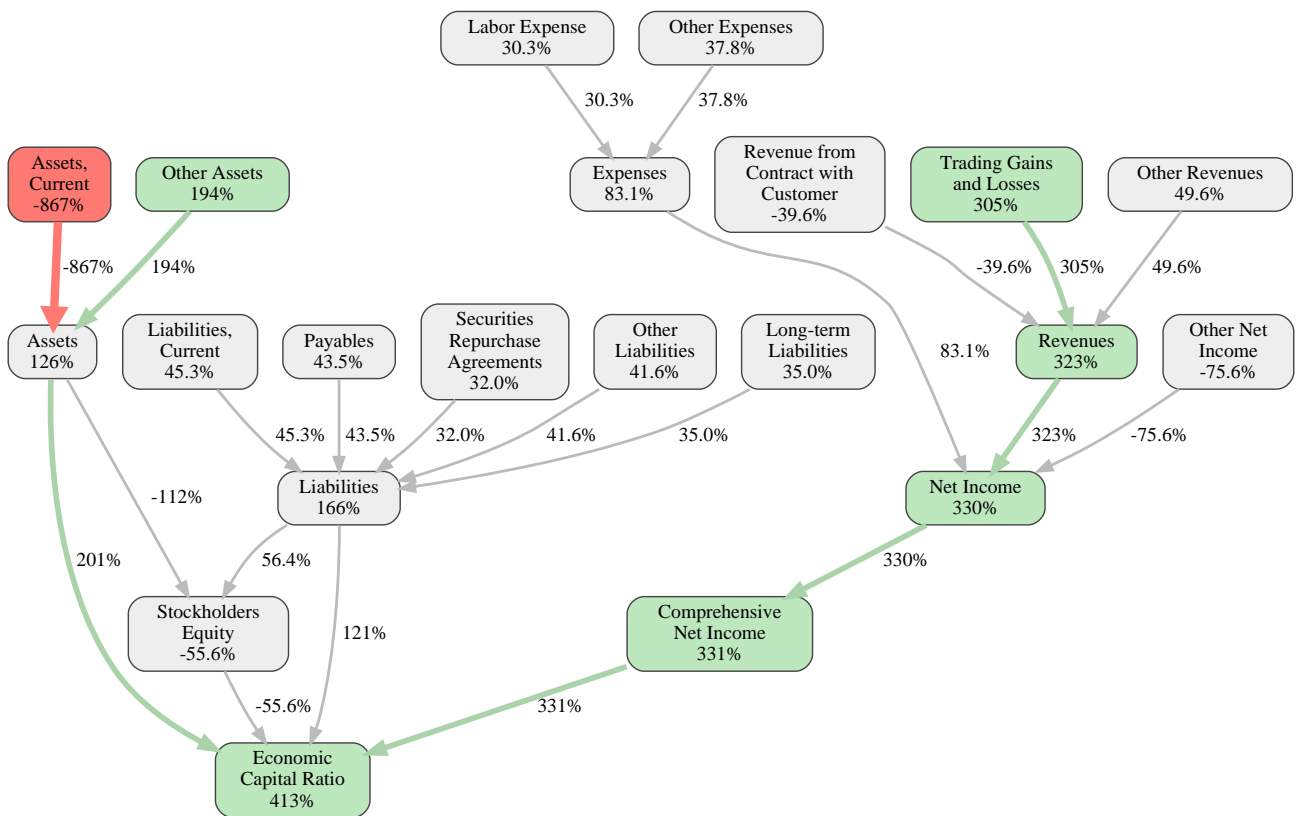 Labor Expense
30.3%
Other Expenses
37.8%
30.3%
37.8%
Assets,
Current
-867%
Other Assets
194%
Expenses
83.1%
Revenue from
Contract with
Customer
-39.6%
Trading Gains
and Losses
305%
Other Revenues
49.6%
-867%
194%
-39.6%
305%
49.6%
Assets
126%
Liabilities,
Current
45.3%
Payables
43.5%
Securities
Repurchase
Agreements
32.0%
Other
Liabilities
41.6%
Long-term
Liabilities
35.0%
83.1%
Revenues
323%
Other Net
Income
-75.6%
45.3%
43.5%
32.0%
41.6%
35.0%
323%
-75.6%
-112%
Liabilities
166%
Net Income
330%
201%
56.4%
330%
Stockholders
Equity
-55.6%
121%
Comprehensive
Net Income
331%
-55.6%
331%
Economic
Capital Ratio
413%